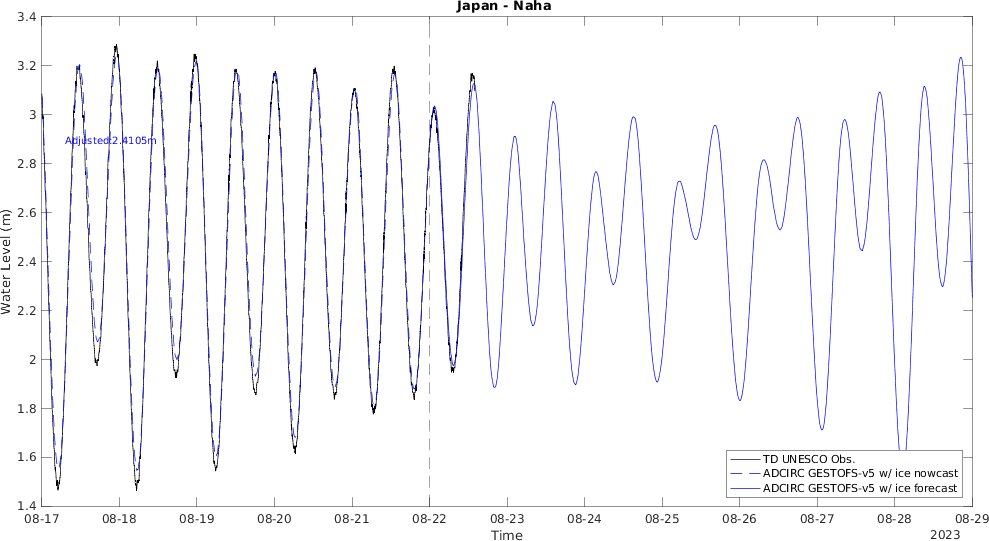 Japan - Naha
3.4
3.2
3
2.8
2.6
2.4
2.2
2
1.8
1.6
1.4
Water Level (m)
Adjusted:2.4105m
TD UNESCO Obs.
ADCIRC GESTOFS-v5 w/ ice nowcast
ADCIRC GESTOFS-v5 w/ ice forecast
08-17 08-18 08-19 08-20 08-21 08-22 08-23 08-24 08-25 08-26 08-27 08-28 08-29
Time
2023